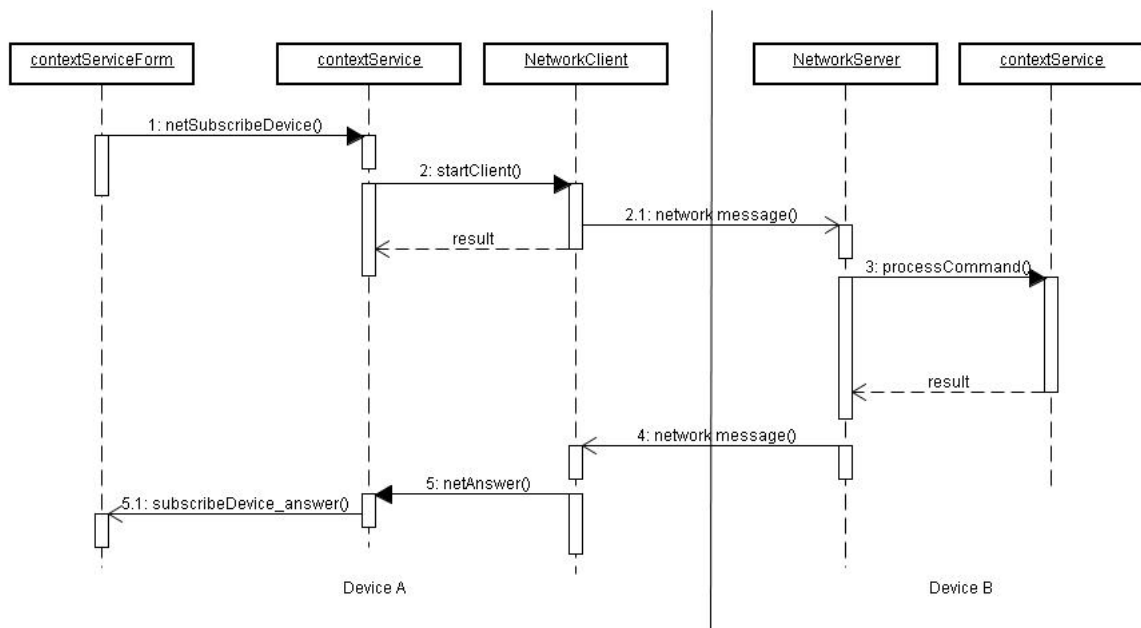 contextServiceForm
contextService
NetworkClient
NetworkServer
contextService
1: netSubscribeDevice()
2: startClient()
2.1: network message()
result
3: processCommand()
result
4: network message()
5: netAnswer()
5.1: subscribeDevice_answer()
Device A
Device B